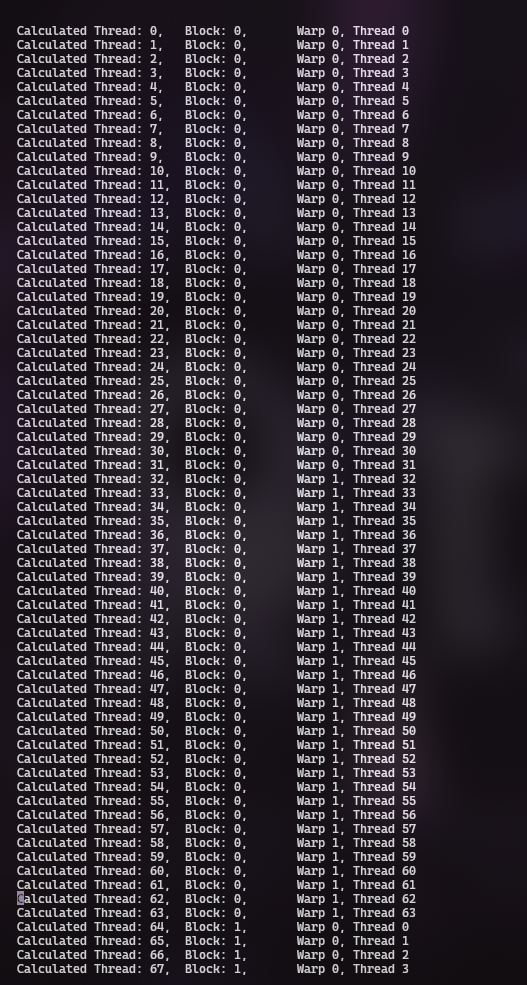 Calculated Thread: 0, Block: 0, Warp 0, Thread 0
Calculated Thread: 1, Block: 0, Warp 0, Thread 1
Calculated Thread: 2, Block: 0, Warp 0, Thread 2
Calculated Thread: 3, Block: 0, Warp 0, Thread 3
Calculated Thread: 4, Block: 0, Warp 0, Thread 4
Calculated Thread: 5, Block: 0, Warp 0, Thread 5
Calculated Thread: 6, Block: 0, Warp 0, Thread 6
Calculated Thread: 7, Block: 0, Warp 0, Thread 7
Calculated Thread: 8, Block: 0, Warp 0, Thread 8
Calculated Thread: 9, Block: 0, Warp 0, Thread 9
Calculated Thread: 10, Block: 0, Warp 0, Thread 10
Calculated Thread: 11, Block: 0, Warp 0, Thread 11
Calculated Thread: 12, Block: 0, Warp 0, Thread 12
Calculated Thread: 13, Block: 0, Warp 0, Thread 13
Calculated Thread: 14, Block: 0, Warp 0, Thread 14
Calculated Thread: 15, Block: 0, Warp 0, Thread 15
Calculated Thread: 16, Block: 0, Warp 0, Thread 16
Calculated Thread: 17, Block: 0, Warp 0, Thread 17
Calculated Thread: 18, Block: 0, Warp 0, Thread 18
Calculated Thread: 19, Block: 0, Warp 0, Thread 19
Calculated Thread: 20, Block: 0, Warp 0, Thread 20
Calculated Thread: 21, Block: 0, Warp 0, Thread 21
Calculated Thread: 22, Block: 0, Warp 0, Thread 22
Calculated Thread: 23, Block: 0, Warp 0, Thread 23
Calculated Thread: 24, Block: 0, Warp 0, Thread 24
Calculated Thread: 25, Block: 0, Warp 0, Thread 25
Calculated Thread: 26, Block: 0, Warp 0, Thread 26
Calculated Thread: 27, Block: 0, Warp 0, Thread 27
Calculated Thread: 28, Block: 0, Warp 0, Thread 28
Calculated Thread: 29, Block: 0, Warp 0, Thread 29
Calculated Thread: 30, Block: 0, Warp 0, Thread 30
Calculated Thread: 31, Block: 0, Warp 0, Thread 31
Calculated Thread: 32, Block: 0, Warp 1, Thread 32
Calculated Thread: 33, Block: 0, Warp 1, Thread 33
Calculated Thread: 34, Block: 0, Warp 1, Thread 34
Calculated Thread: 35, Block: 0, Warp 1, Thread 35
Calculated Thread: 36, Block: 0, Warp 1, Thread 36
Calculated Thread: 37, Block: 0, Warp 1, Thread 37
Calculated Thread: 38, Block: 0, Warp 1, Thread 38
Calculated Thread: 39, Block: 0, Warp 1, Thread 39
Calculated Thread: 40, Block: 0, Warp 1, Thread 40
Calculated Thread: 41, Block: 0, Warp 1, Thread 41
Calculated Thread: 42, Block: 0, Warp 1, Thread 42
Calculated Thread: 43, Block: 0, Warp 1, Thread 43
Calculated Thread: 44, Block: 0, Warp 1, Thread 44
Calculated Thread: 45, Block: 0, Warp 1, Thread 45
Calculated Thread: 46, Block: 0, Warp 1, Thread 46
Calculated Thread: 47, Block: 0, Warp 1, Thread 47
Calculated Thread: 48, Block: 0, Warp 1, Thread 48
Calculated Thread: 49, Block: 0, Warp 1, Thread 49
Calculated Thread: 50, Block: 0, Warp 1, Thread 50
Calculated Thread: 51, Block: 0, Warp 1, Thread 51
Calculated Thread: 52, Block: 0, Warp 1, Thread 52
Calculated Thread: 53, Block: 0, Warp 1, Thread 53
Calculated Thread: 54, Block: 0, Warp 1, Thread 54
Calculated Thread: 55, Block: 0, Warp 1, Thread 55
Calculated Thread: 56, Block: 0, Warp 1, Thread 56
Calculated Thread: 57, Block: 0, Warp 1, Thread 57
Calculated Thread: 58, Block: 0, Warp 1, Thread 58
Calculated Thread: 59, Block: 0, Warp 1, Thread 59
Calculated Thread: 60, Block: 0, Warp 1, Thread 60
Calculated Thread: 61, Block: 0, Warp 1, Thread 61
Calculated Thread: 62, Block: 0, Warp 1, Thread 62
Calculated Thread: 63, Block: 0, Warp 1, Thread 63
Calculated Thread: 64, Block: 1, Warp 0, Thread 0
Calculated Thread: 65, Block: 1, Warp 0, Thread 1
Calculated Thread: 66, Block: 1, Warp 0, Thread 2
Calculated Thread: 67, Block: 1, Warp 0, Thread 3